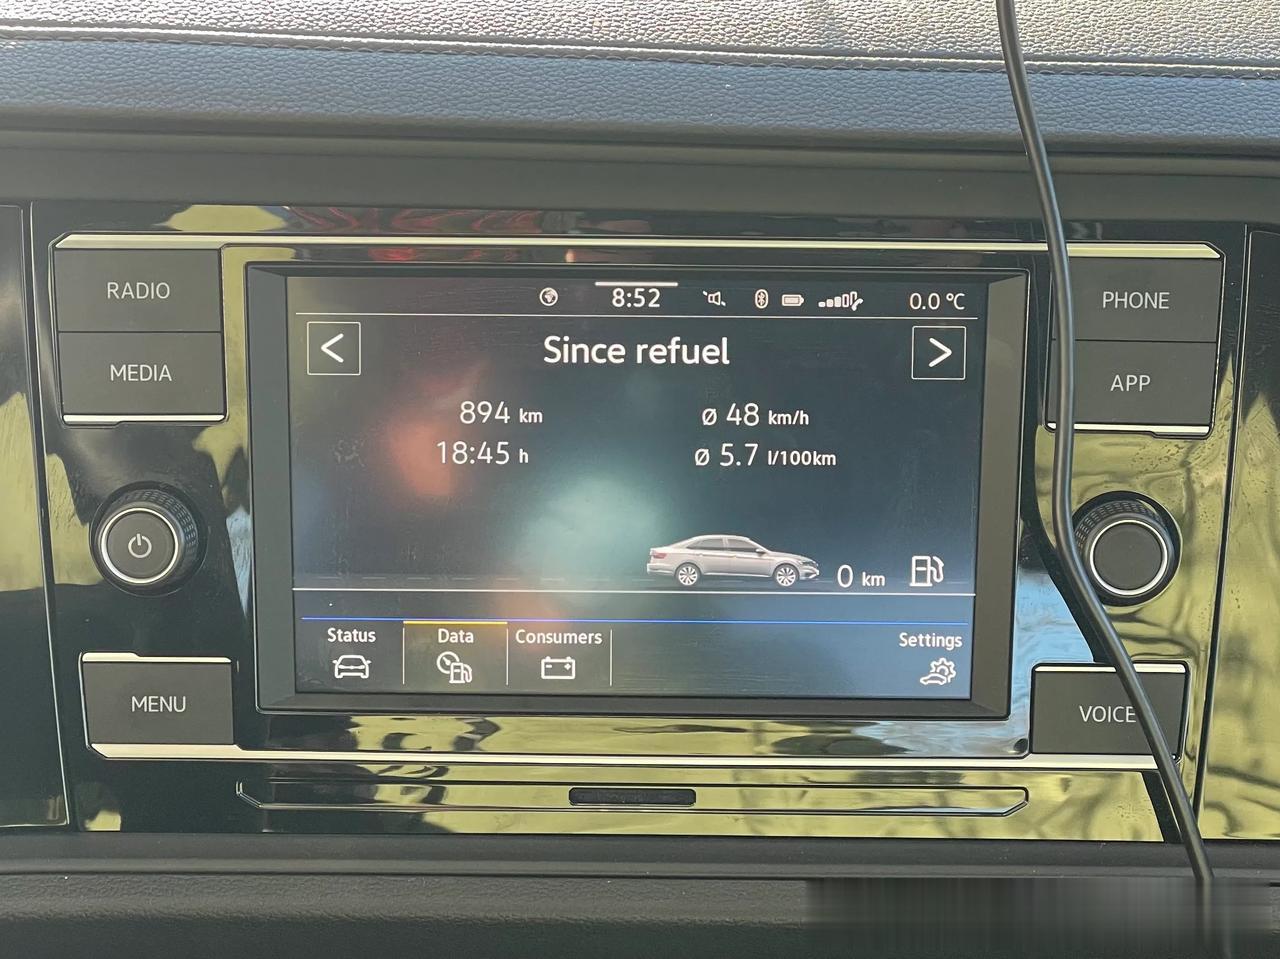 RADIO
MEDIA
MENU
8:52
0.0 °C
<
Since refuel
>
894 km
ø 48 km/h
18:45 h
ø 5.7 l/100km
0 km
Status
Data
Consumers
Settings
PHONE
APP
VOICE